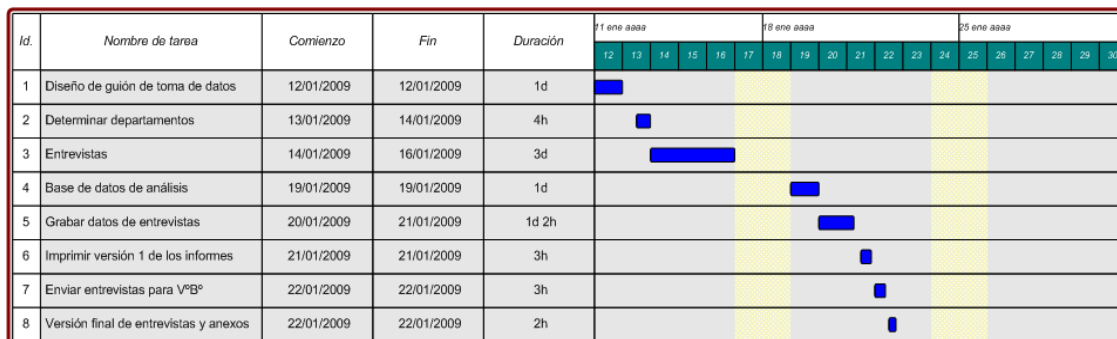 Id. Nombre de tarea Comienzo Fin Duración 11 ene aaaa 18 ene aaaa 25 ene aaaa
12 13 14 15 16 17 18 19 20 21 22 23 24 25 26 27 28 29 30
1 Diseño de guión de toma de datos 12/01/2009 12/01/2009 1d
2 Determinar departamentos 13/01/2009 14/01/2009 4h
3 Entrevistas 14/01/2009 16/01/2009 3d
4 Base de datos de análisis 19/01/2009 19/01/2009 1d
5 Grabar datos de entrevistas 20/01/2009 21/01/2009 1d 2h
6 Imprimir versión 1 de los informes 21/01/2009 21/01/2009 3h
7 Enviar entrevistas para VºBº 22/01/2009 22/01/2009 3h
8 Versión final de entrevistas y anexos 22/01/2009 22/01/2009 2h